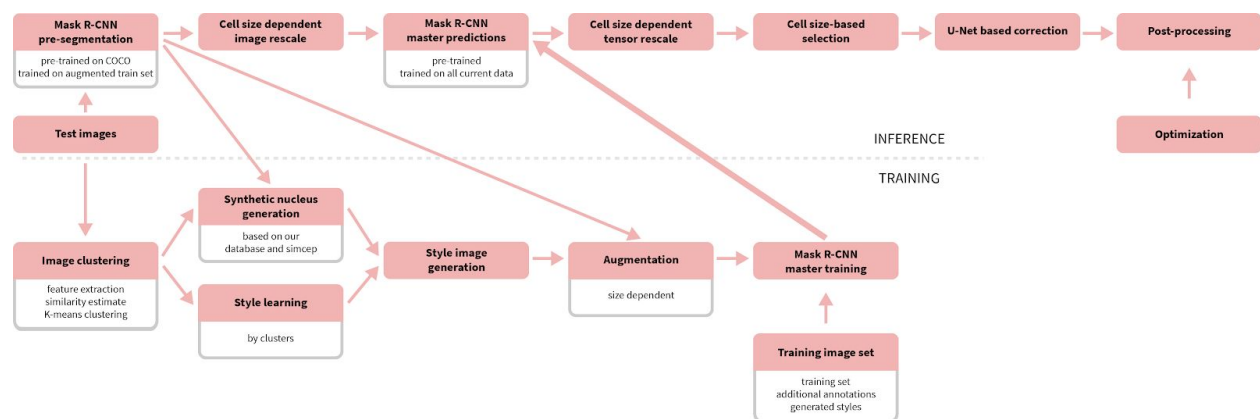 Mask R-CNN
pre-segmentation
pre-trained on COCO
trained on augmented train set
Cell size dependent
image rescale
Mask R-CNN
master predictions
pre-trained
trained on all current data
Cell size dependent
tensor rescale
Cell size-based
selection
U-Net based correction
Post-processing
Test images
Optimization
INFERENCE
TRAINING
Image clustering
feature extraction
similarity estimate
K-means clustering
Synthetic nucleus
generation
based on our
database and simcep
Style learning
by clusters
Style image
generation
Augmentation
size dependent
Mask R-CNN
master training
Training image set
training set
additional annotations
generated styles